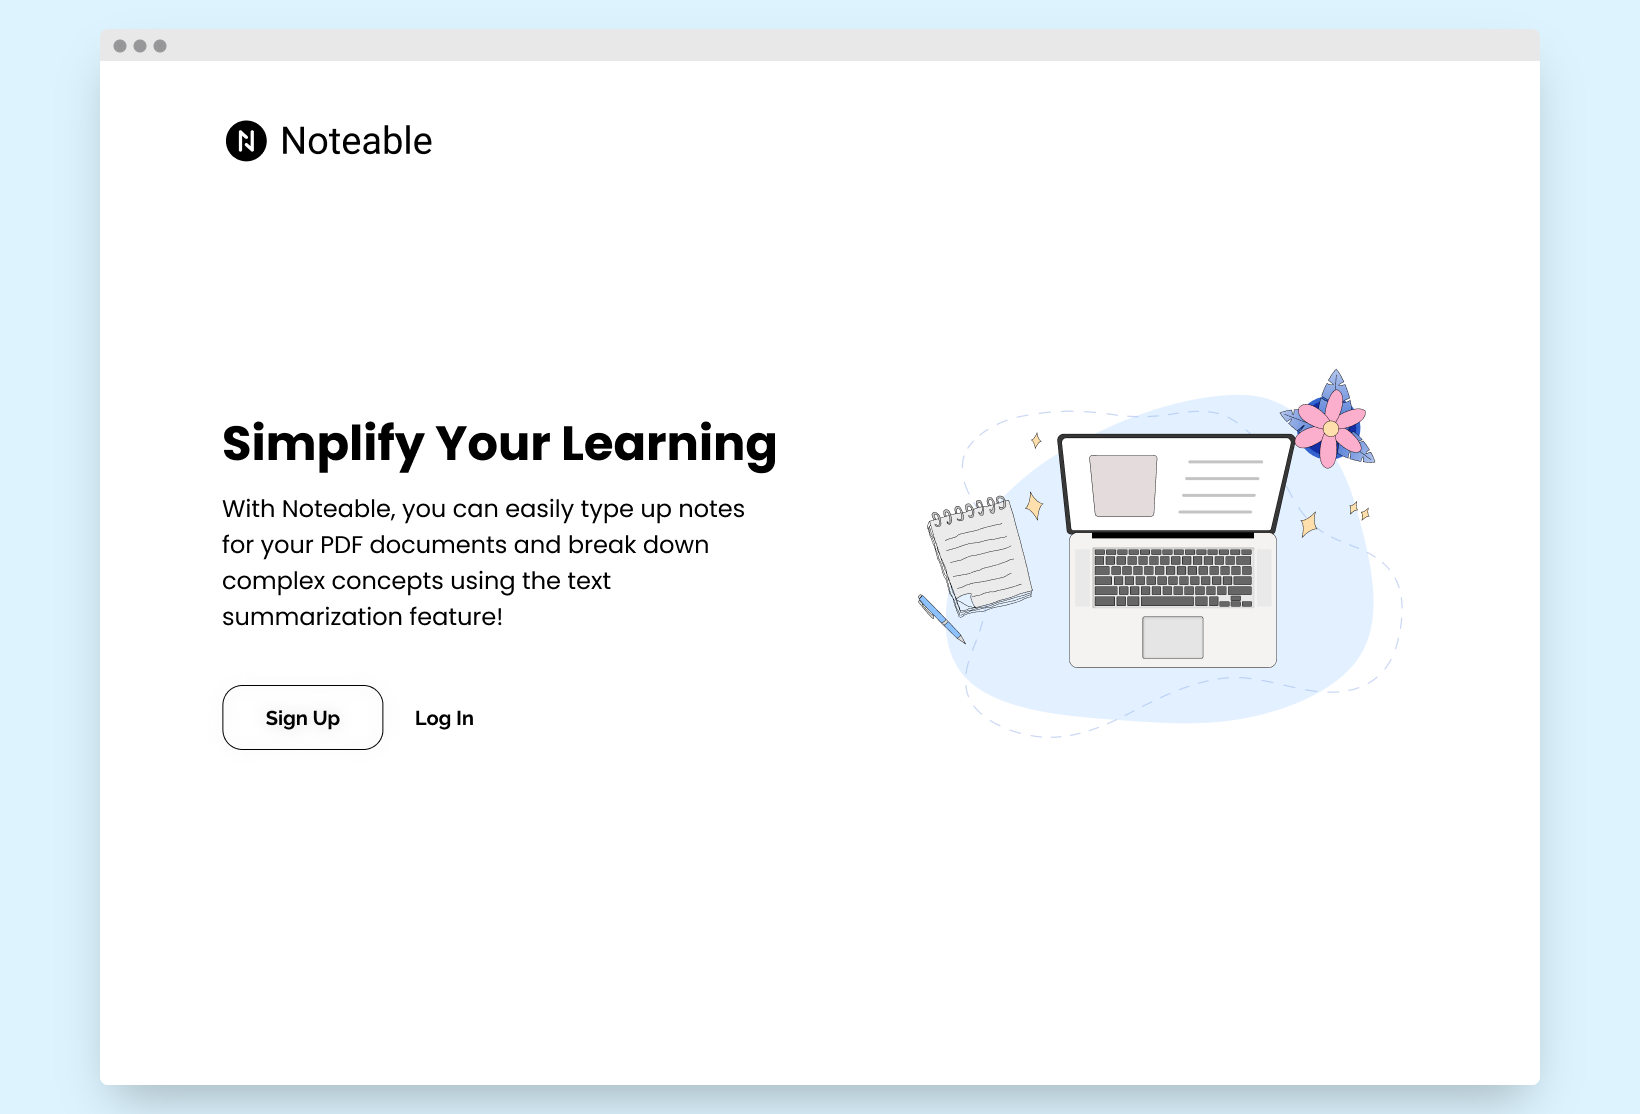 Noteable
Simplify Your Learning
With Noteable, you can easily type up notes
for your PDF documents and break down
complex concepts using the text
summarization feature!
Sign Up
Log In